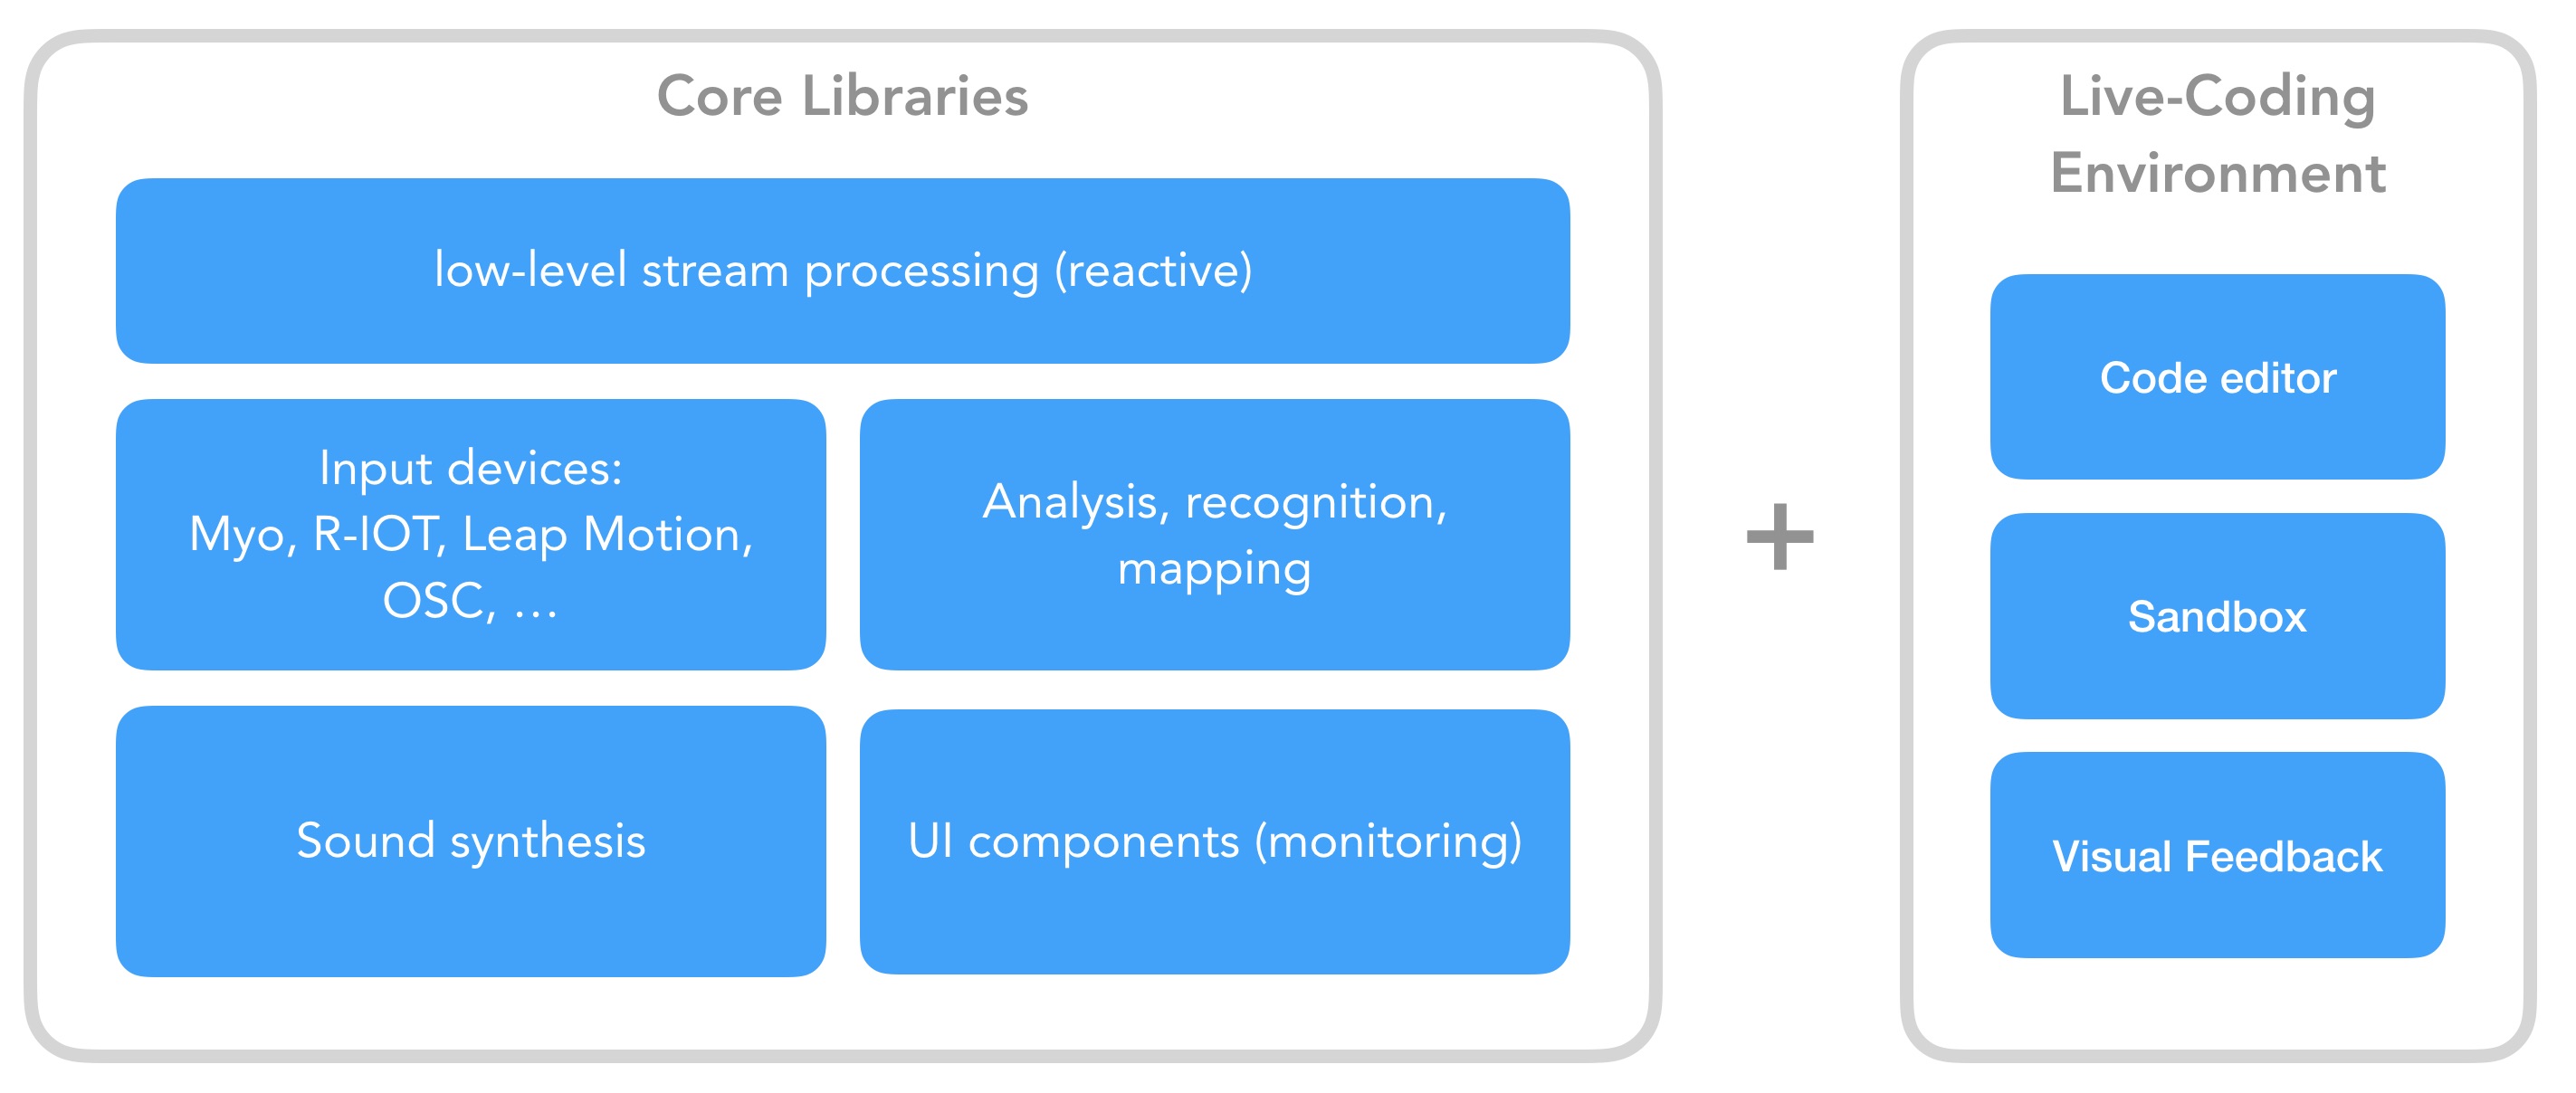 Core Libraries
low-level stream processing (reactive)
Input devices:
Myo, R-IOT, Leap Motion,
OSC, …
Analysis, recognition,
mapping
Sound synthesis
UI components (monitoring)
+
Live-Coding
Environment
Code editor
Sandbox
Visual Feedback